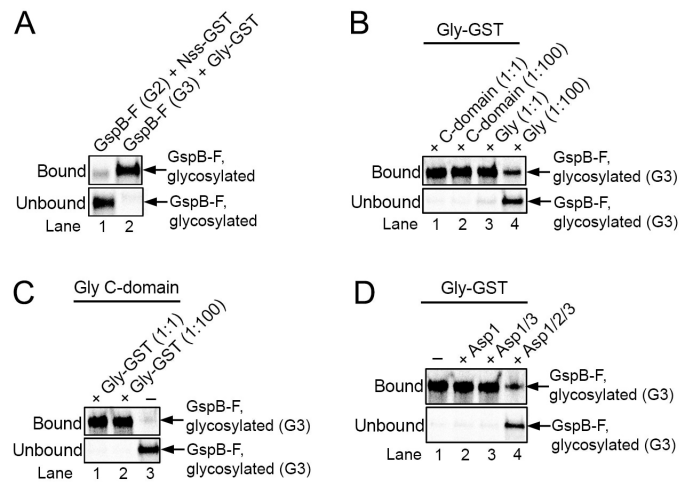 A
GspB-F (G2) + Nss-GST
GspB-F (G3) + Gly-GST
Bound
GspB-F,
glycosylated
Unbound
GspB-F,
glycosylated
Lane 1 2
B
Gly-GST
+ C-domain (1:1)
+ C-domain (1:100)
+ Gly (1:1)
+ Gly (1:100)
Bound
GspB-F,
glycosylated (G3)
Unbound
GspB-F,
glycosylated (G3)
Lane 1 2 3 4
C
Gly C-domain
+ Gly-GST (1:1)
+ Gly-GST (1:100)
–
Bound
GspB-F,
glycosylated (G3)
Unbound
GspB-F,
glycosylated (G3)
Lane 1 2 3
D
Gly-GST
–
+ Asp1
+ Asp1/3
+ Asp1/2/3
Bound
GspB-F,
glycosylated (G3)
Unbound
GspB-F,
glycosylated (G3)
Lane 1 2 3 4